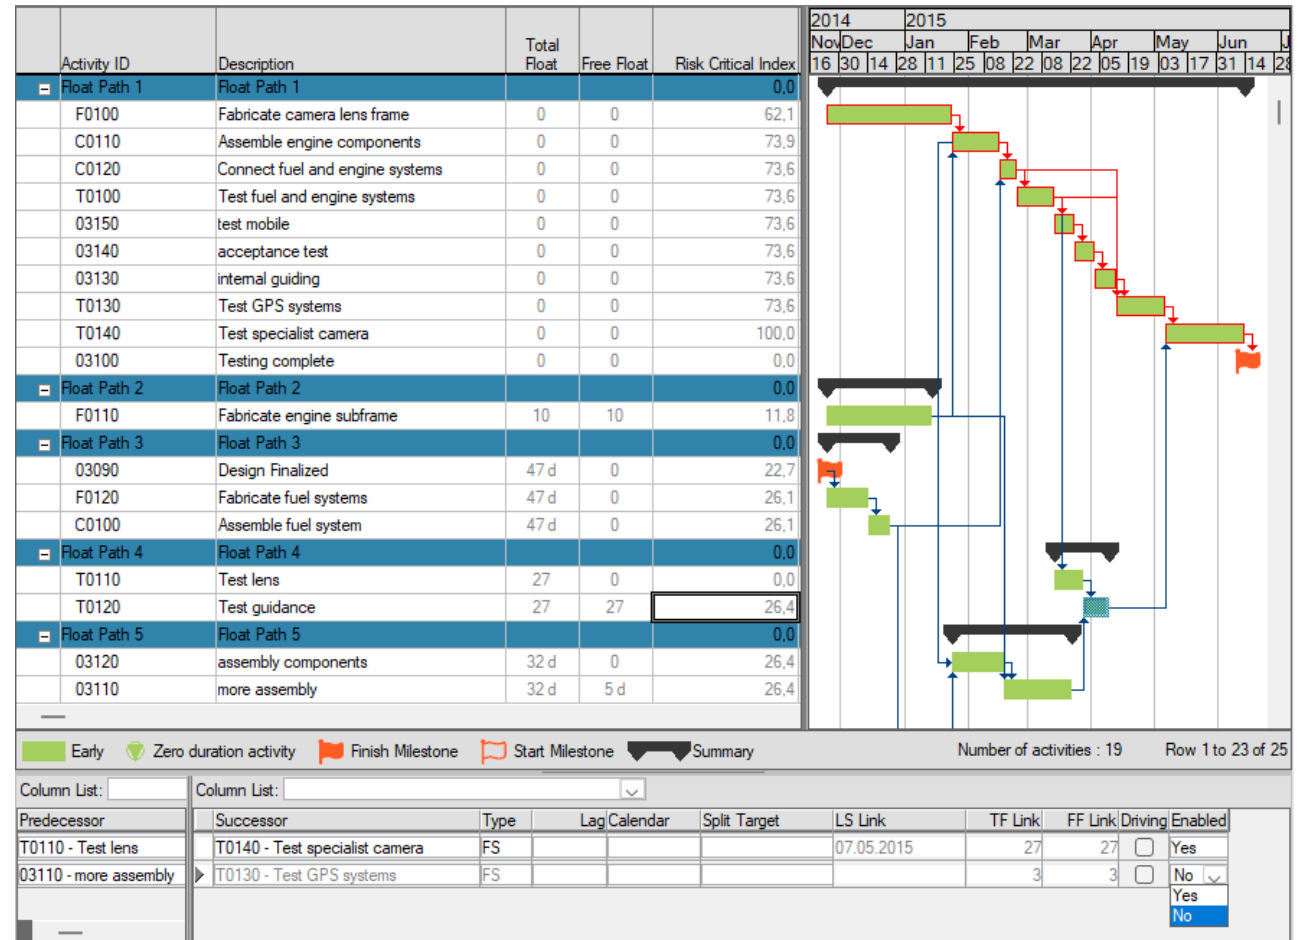 2014 2015
Total
Nov Dec Jan Feb Mar Apr May Jun J
Activity ID Description Float Free Float Risk Critical Index 16 30 14 28 11 25 08 22 08 22 05 19 03 17 31 14 28
Float Path 1 Float Path 1 0,0
F0100 Fabricate camera lens frame 0 0 62,1
C0110 Assemble engine components 0 0 73,9
C0120 Connect fuel and engine systems 0 0 73,6
T0100 Test fuel and engine systems 0 0 73,6
03150 test mobile 0 0 73,6
03140 acceptance test 0 0 73,6
03130 internal guiding 0 0 73,6
T0130 Test GPS systems 0 0 73,6
T0140 Test specialist camera 0 0 100,0
03100 Testing complete 0 0 0,0
Float Path 2 Float Path 2 0,0
F0110 Fabricate engine subframe 10 10 11,8
Float Path 3 Float Path 3 0,0
03090 Design Finalized 47 d 0 22,7
F0120 Fabricate fuel systems 47 d 0 26,1
C0100 Assemble fuel system 47 d 0 26,1
Float Path 4 Float Path 4 0,0
T0110 Test lens 27 0 0,0
T0120 Test guidance 27 27 26,4
Float Path 5 Float Path 5 0,0
03120 assembly components 32 d 0 26,4
03110 more assembly 32 d 5 d 26,4
Early Zero duration activity Finish Milestone Start Milestone Summary Number of activities : 19 Row 1 to 23 of 25
Column List: Column List:
Predecessor Successor Type Lag Calendar Split Target LS Link TF Link FF Link Driving Enabled
T0110 - Test lens T0140 - Test specialist camera FS 07.05.2015 27 27 Yes
03110 - more assembly T0130 - Test GPS systems FS 3 3 No
Yes
No